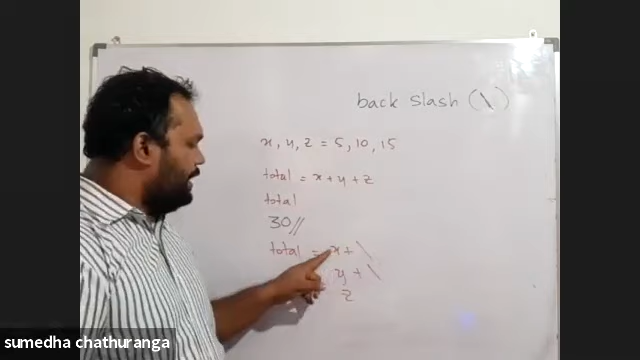 back slash (\)
x, y, z = 5, 10, 15
total = x + y + z
total
30//
total = x + \
y + \
z
sumedha chathuranga